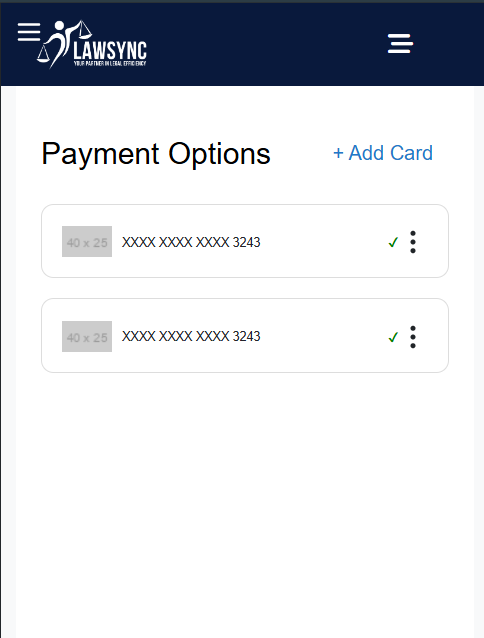 LAWSYNC
YOUR PARTNER IN LEGAL EFFICIENCY
Payment Options
+ Add Card
40 x 25
XXXX XXXX XXXX 3243
✓
40 x 25
XXXX XXXX XXXX 3243
✓